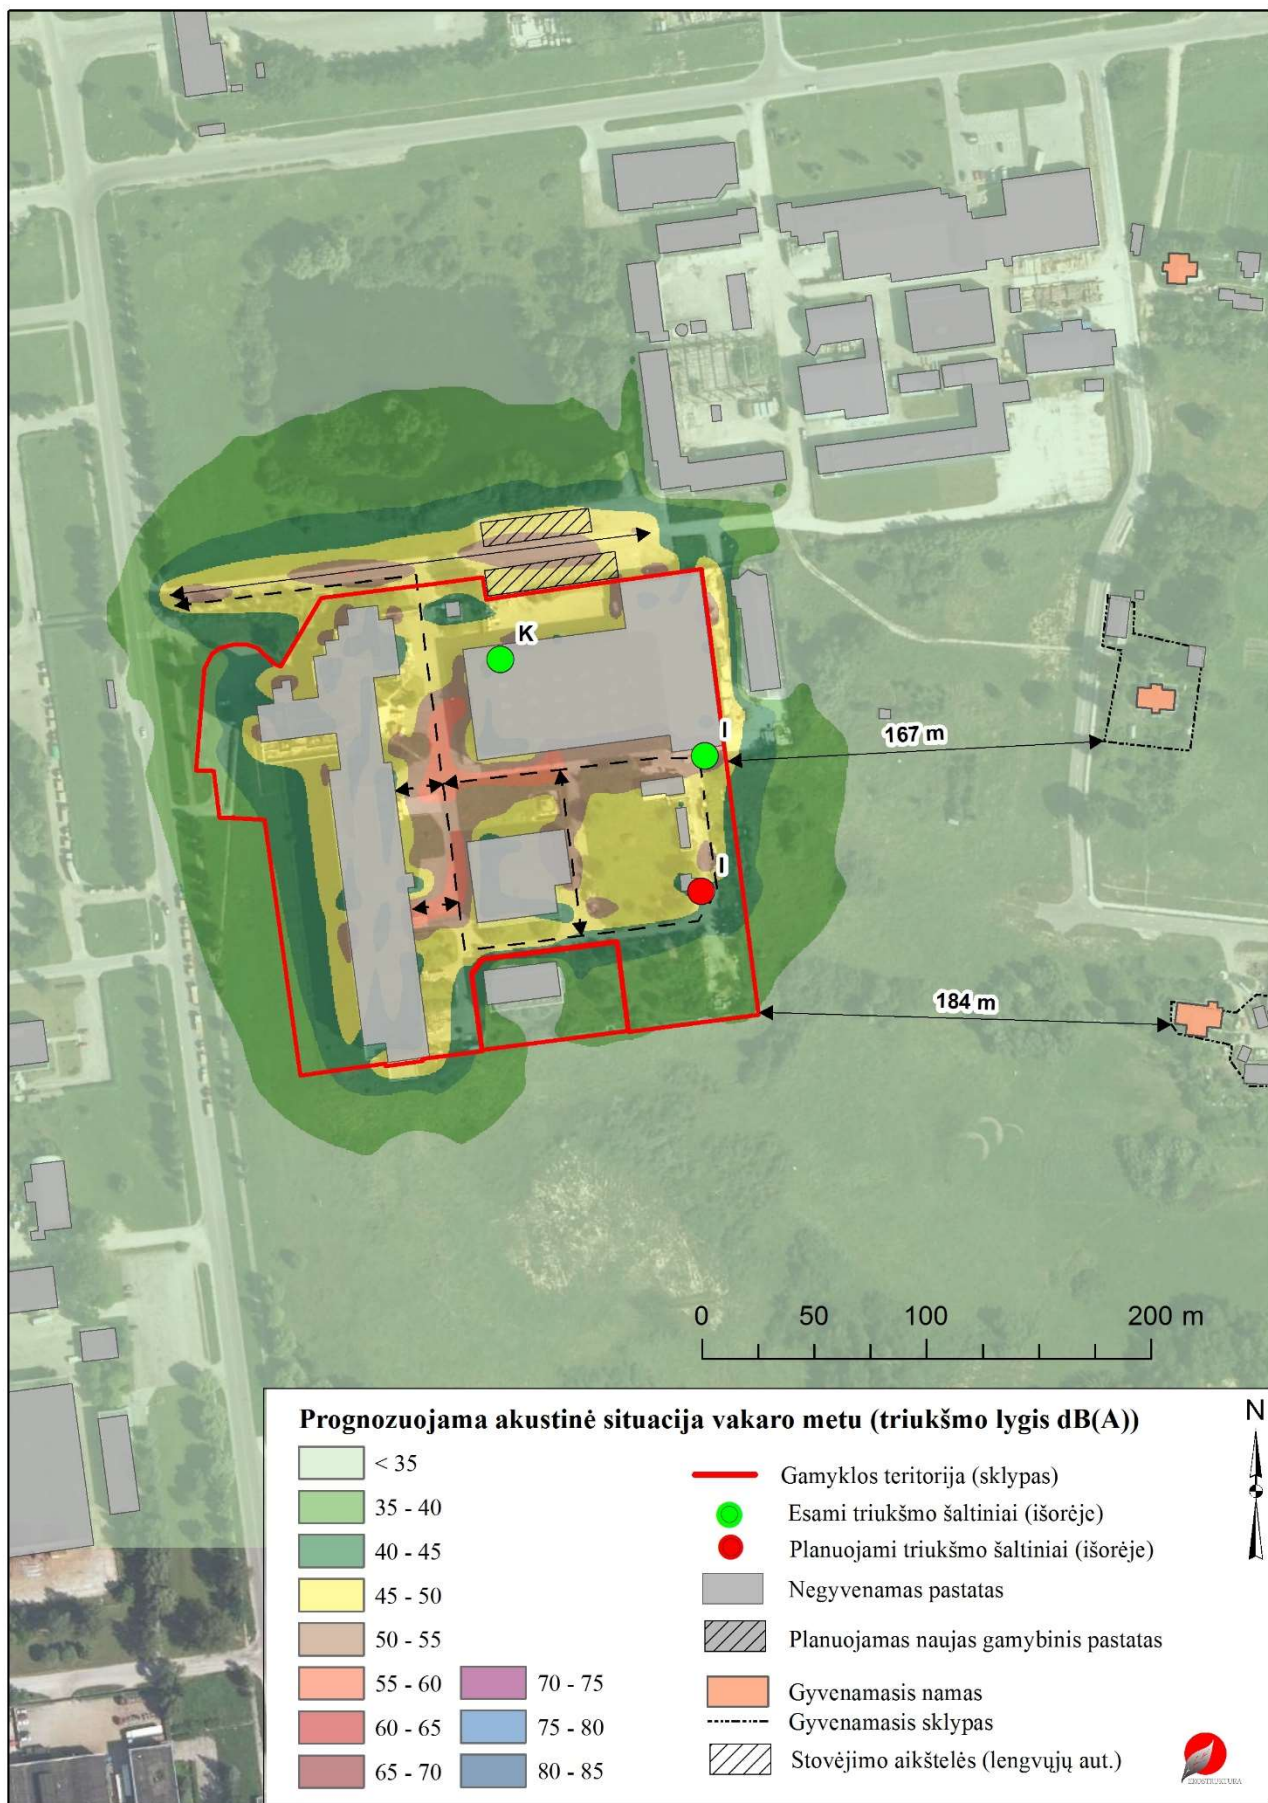 K
I
167 m
I
184 m
0 50 100 200 m
Prognozuojama akustinė situacija vakaro metu (triukšmo lygis dB(A))
N
< 35
35 - 40
40 - 45
45 - 50
50 - 55
55 - 60
60 - 65
65 - 70
70 - 75
75 - 80
80 - 85
Gamyklos teritorija (sklypas)
Esami triukšmo šaltiniai (išorėje)
Planuojami triukšmo šaltiniai (išorėje)
Negyvenamas pastatas
Planuojamas naujas gamybinis pastatas
Gyvenamasis namas
Gyvenamasis sklypas
Stovėjimo aikštelės (lengvųjų aut.)
EKOSTRUKTURA